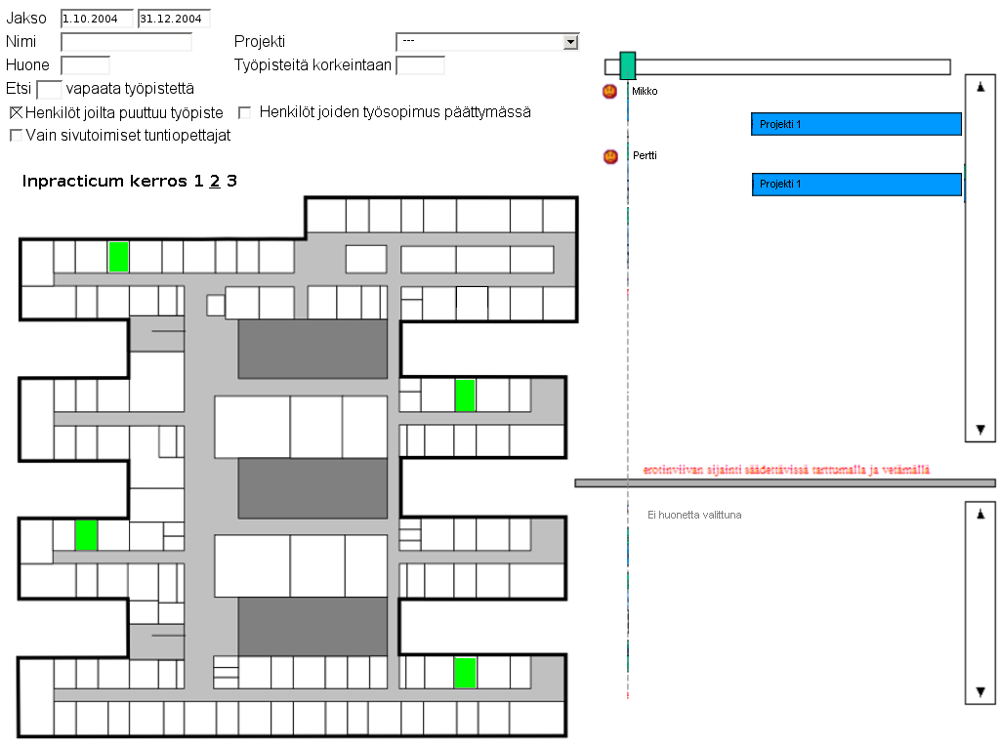 Jakso 1.10.2004 31.12.2004
Nimi Projekti ---
Huone Työpisteitä korkeintaan
Etsi vapaata työpistettä
Henkilöt joilta puuttuu työpiste Henkilöt joiden työsopimus päättymässä
Vain sivutoimiset tuntiopettajat
Inpracticum kerros 1 2 3
Mikko
Projekti 1
Pertti
Projekti 1
erotinviivan sijainti säädettävissä tarttumalla ja vetämällä
Ei huonetta valittuna